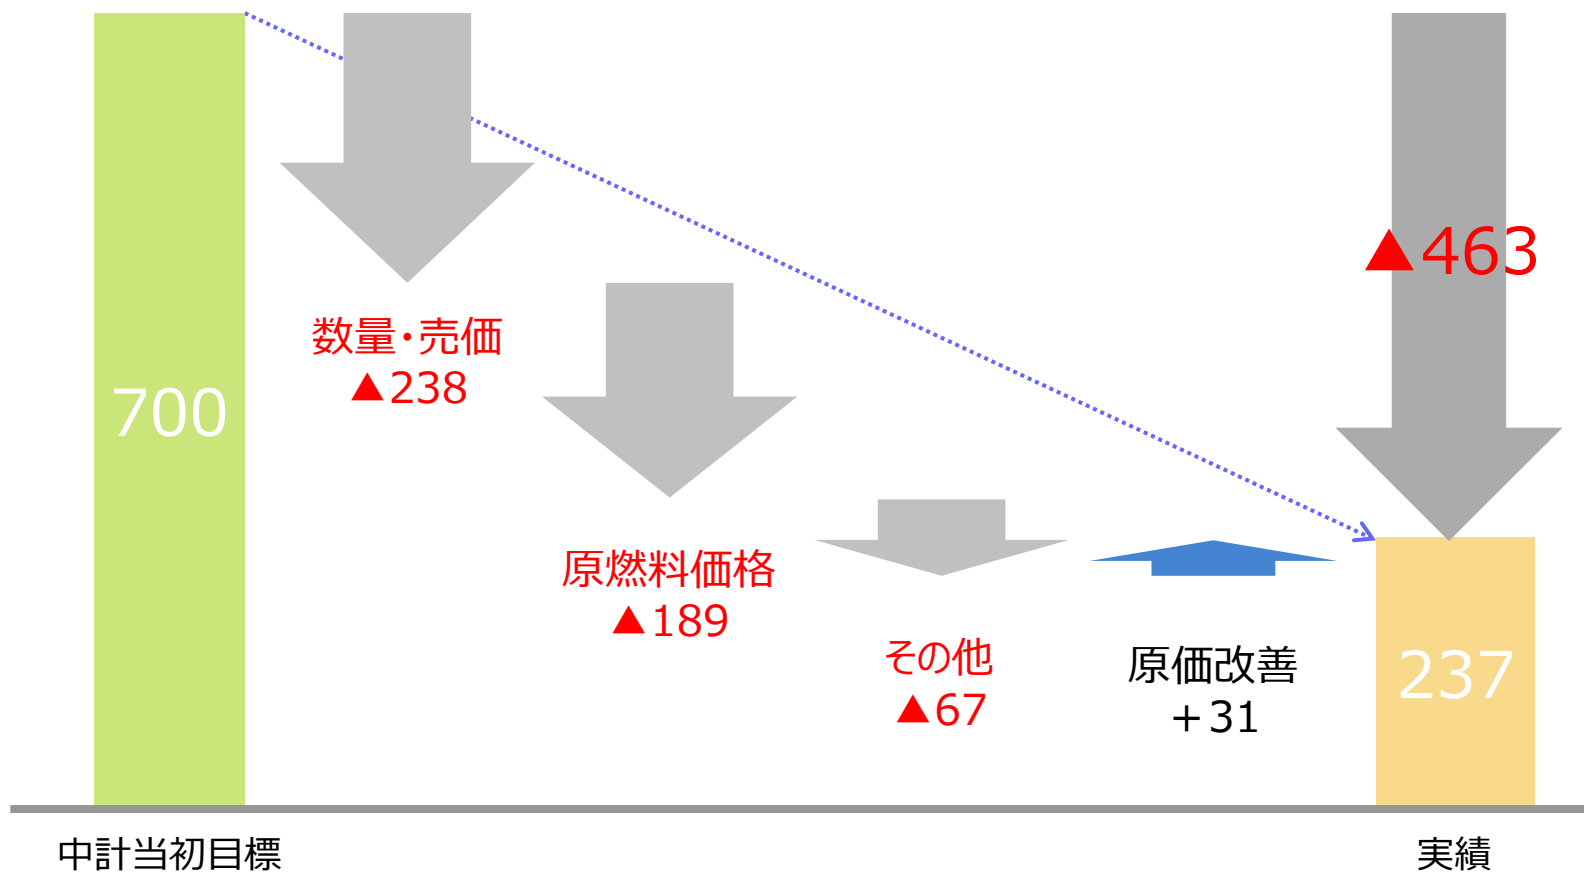 700
数量・売価
▲238
原燃料価格
▲189
その他
▲67
原価改善
＋31
▲463
237
中計当初目標
実績